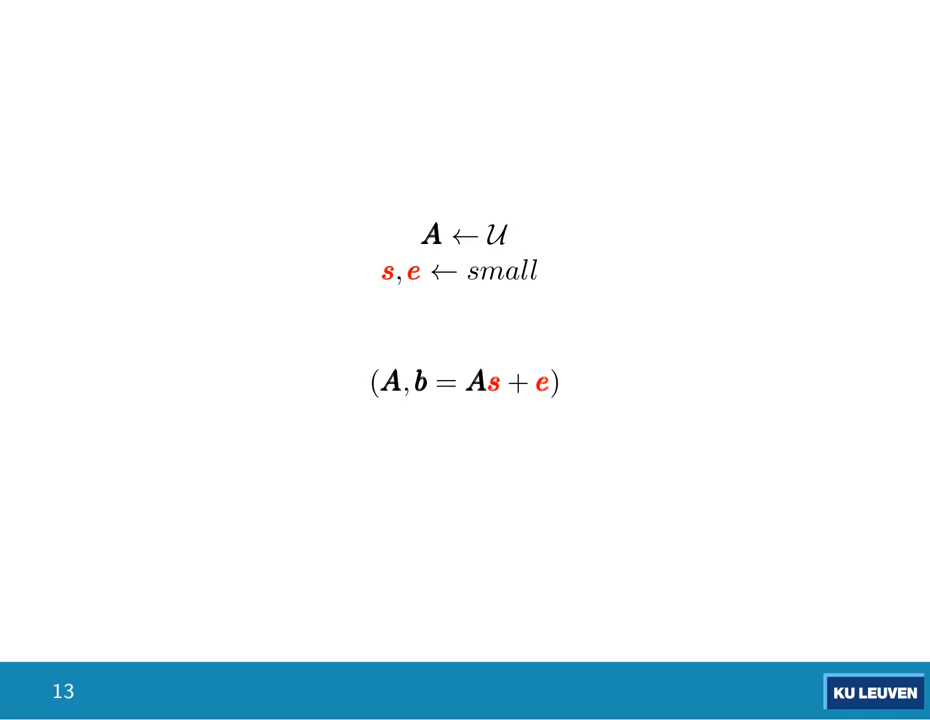 A ← 𝒰
s, e ← small
(A, b = As + e)
13
KU LEUVEN